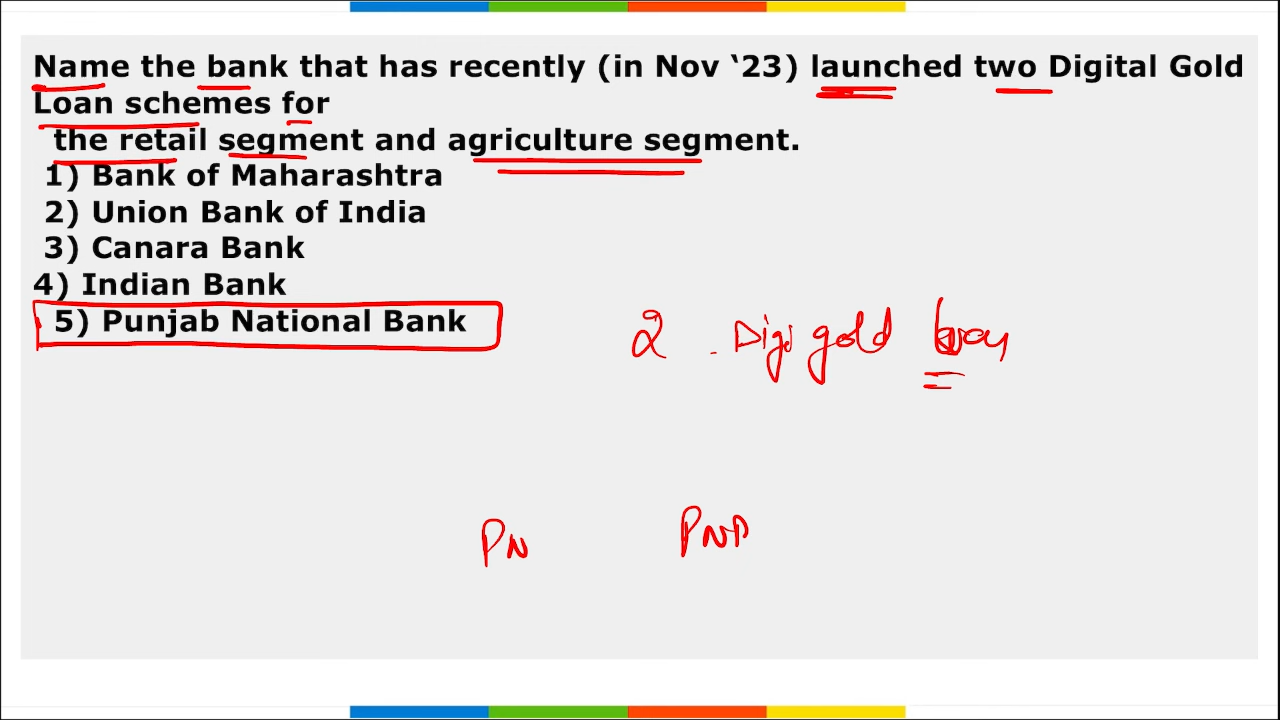 Name the bank that has recently (in Nov ‘23) launched two Digital Gold
Loan schemes for
the retail segment and agriculture segment.
1) Bank of Maharashtra
2) Union Bank of India
3) Canara Bank
4) Indian Bank
5) Punjab National Bank
2 Digi gold loan
PN PNB